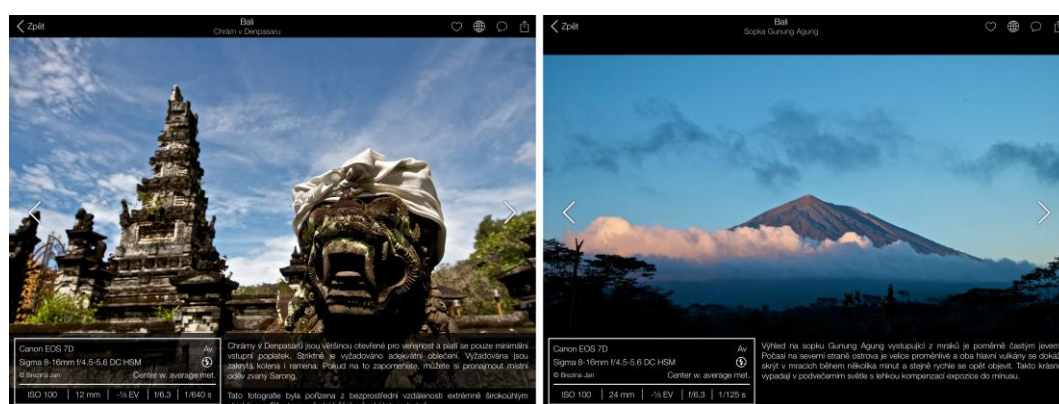 Zpět
Bali
Chrám v Denpasaru
Canon EOS 7D Av
Sigma 8-16mm f/4.5-5.6 DC HSM
© Brezina Jan Center w. average met.
ISO 100 | 12 mm | -⅓ EV | f/6.3 | 1/640 s
Chrámy v Denpasaru jsou většinou otevřené pro veřejnost a platí se pouze minimální
vstupní poplatek. Striktně je vyžadováno adekvátní oblečení. Vyžadována jsou
zakrytá kolena i ramena. Pokud na to zapomenete, můžete si pronajmout místní
oděv zvaný Sarong.
Tato fotografie byla pořízena z bezprostřední vzdálenosti extrémně širokoúhlým
Zpět
Bali
Sopka Gunung Agung
Canon EOS 7D Av
Sigma 8-16mm f/4.5-5.6 DC HSM
© Brezina Jan Center w. average met.
ISO 100 | 24 mm | -⅓ EV | f/6.3 | 1/125 s
Výhled na sopku Gunung Agung vystupující z mraků je poměrně častým jevem.
Počasí na severní straně ostrova je velice proměnlivé a oba hlavní vulkány se doká
skrýt v mracích během několika minut a stejně rychle se opět objevit. Takto krásn
vypadají v podvečerním světle s lehkou kompenzací expozice do mínusu.